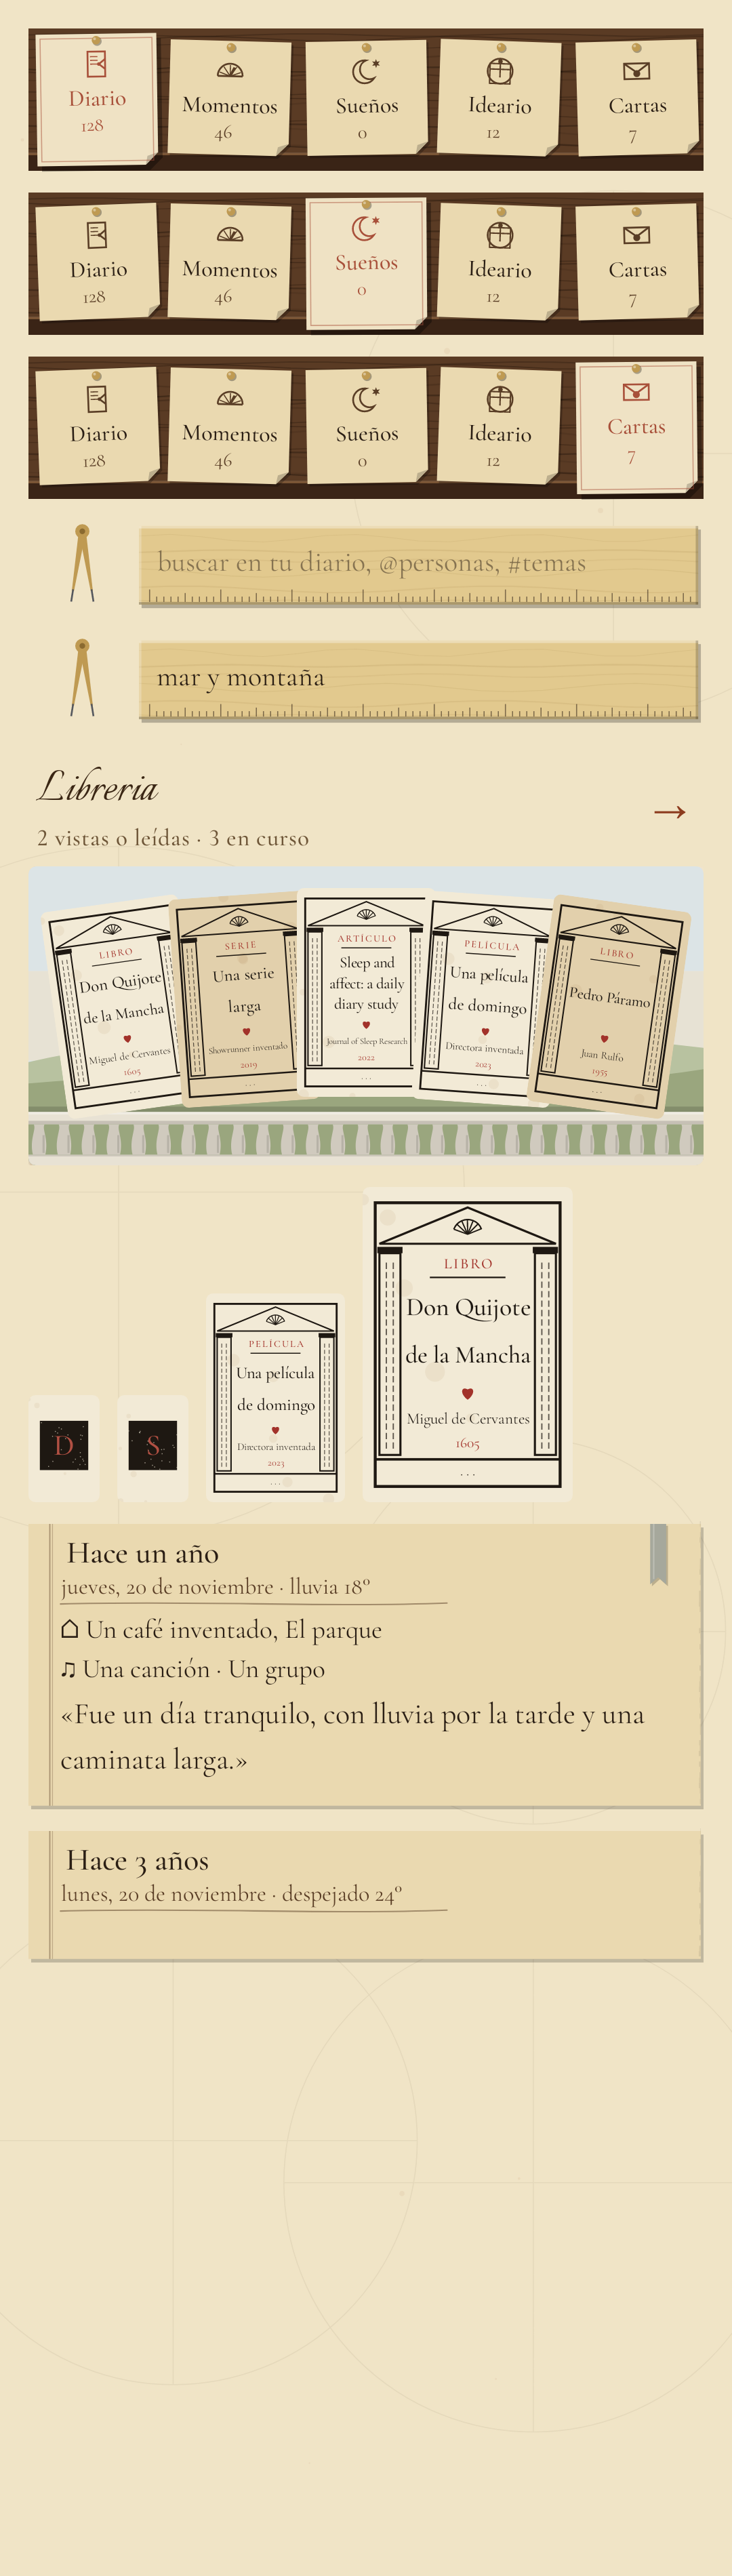 Diario
128
Momentos
46
Sueños
0
Ideario
12
Cartas
7
Diario
128
Momentos
46
Sueños
0
Ideario
12
Cartas
7
Diario
128
Momentos
46
Sueños
0
Ideario
12
Cartas
7
buscar en tu diario, @personas, #temas
mar y montaña
Libreria
→
2 vistas o leídas · 3 en curso
LIBRO
Don Quijote
de la Mancha
Miguel de Cervantes
1605
...
SERIE
Una serie
larga
Showrunner inventado
2019
...
ARTÍCULO
Sleep and
affect: a daily
diary study
Journal of Sleep Research
2022
...
PELÍCULA
Una película
de domingo
Directora inventada
2023
...
LIBRO
Pedro Páramo
Juan Rulfo
1955
...
D
S
PELÍCULA
Una película
de domingo
Directora inventada
2023
...
LIBRO
Don Quijote
de la Mancha
Miguel de Cervantes
1605
...
Hace un año
jueves, 20 de noviembre · lluvia 18°
Un café inventado, El parque
♫ Una canción · Un grupo
«Fue un día tranquilo, con lluvia por la tarde y una
caminata larga.»
Hace 3 años
lunes, 20 de noviembre · despejado 24°